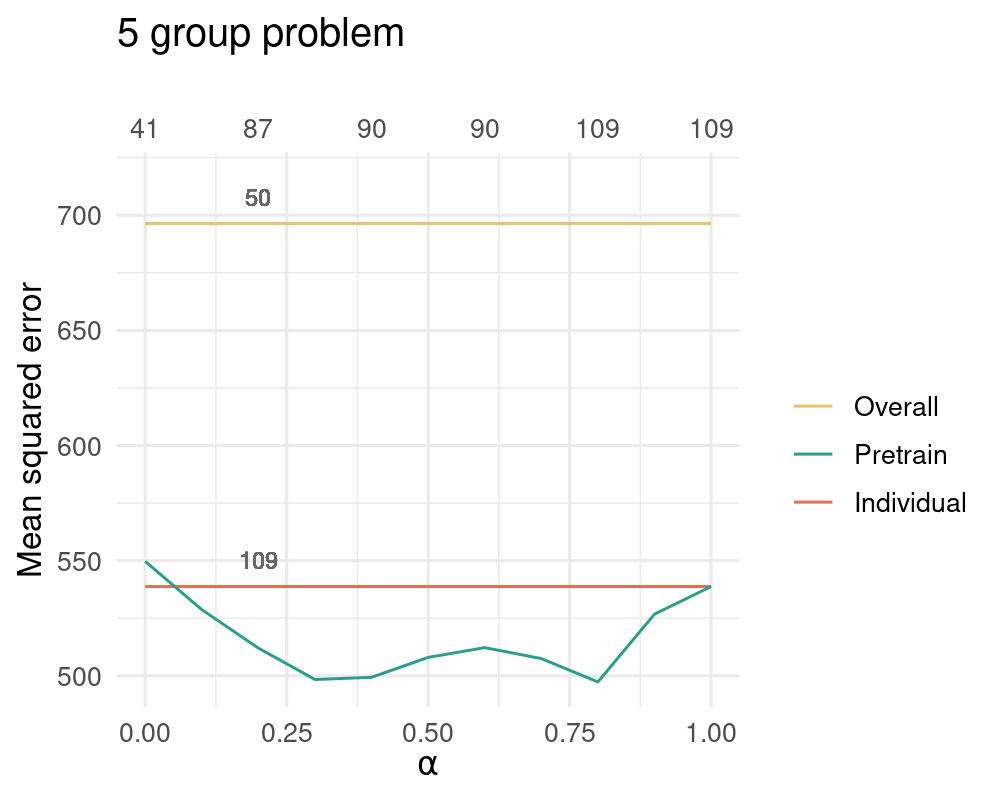 5 group problem
41 87 90 90 109 109
50
700
650
600
550
500
109
Mean squared error
0.00 0.25 0.50 0.75 1.00
α
Overall
Pretrain
Individual